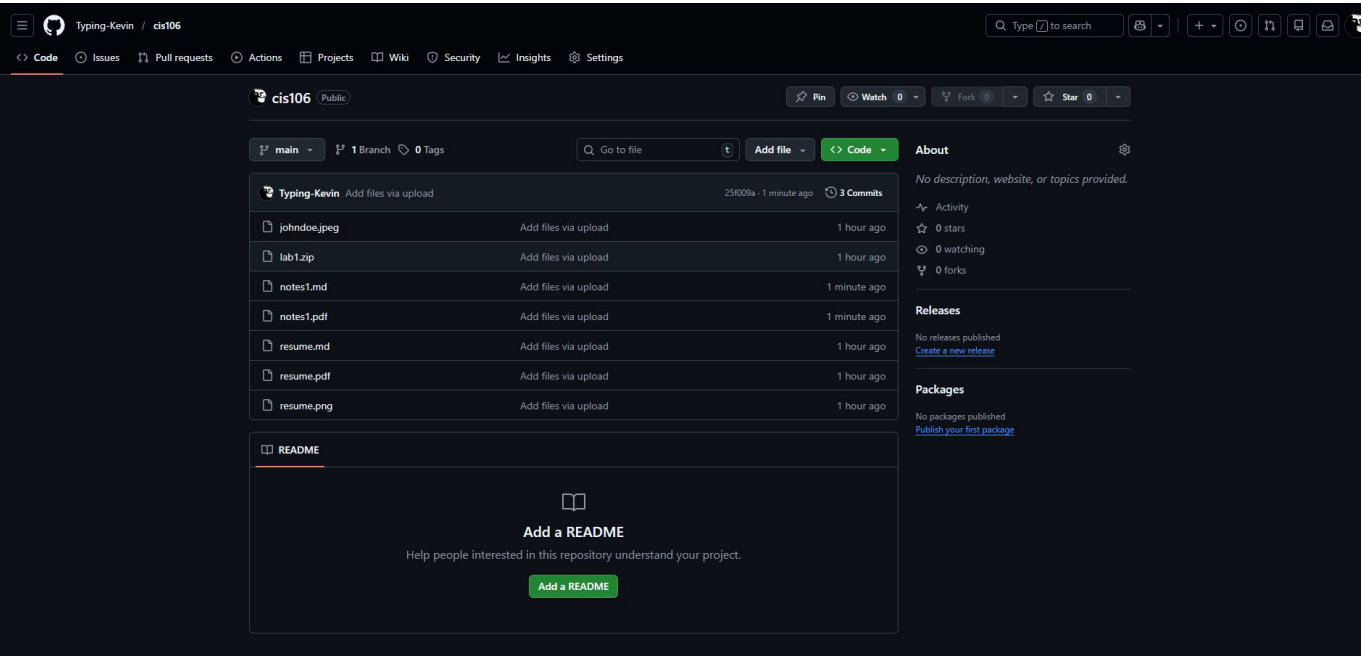 Typing-Kevin / cis106
Type / to search
Code Issues Pull requests Actions Projects Wiki Security Insights Settings
cis106 Public
Pin Watch 0 Fork 0 Star 0
main 1 Branch 0 Tags Go to file t Add file Code
Typing-Kevin Add files via upload 25f009a · 1 minute ago 3 Commits
johndoe.jpeg Add files via upload 1 hour ago
lab1.zip Add files via upload 1 hour ago
notes1.md Add files via upload 1 minute ago
notes1.pdf Add files via upload 1 minute ago
resume.md Add files via upload 1 hour ago
resume.pdf Add files via upload 1 hour ago
resume.png Add files via upload 1 hour ago
README
Add a README
Help people interested in this repository understand your project.
Add a README
About
No description, website, or topics provided.
Activity
0 stars
0 watching
0 forks
Releases
No releases published
Create a new release
Packages
No packages published
Publish your first package